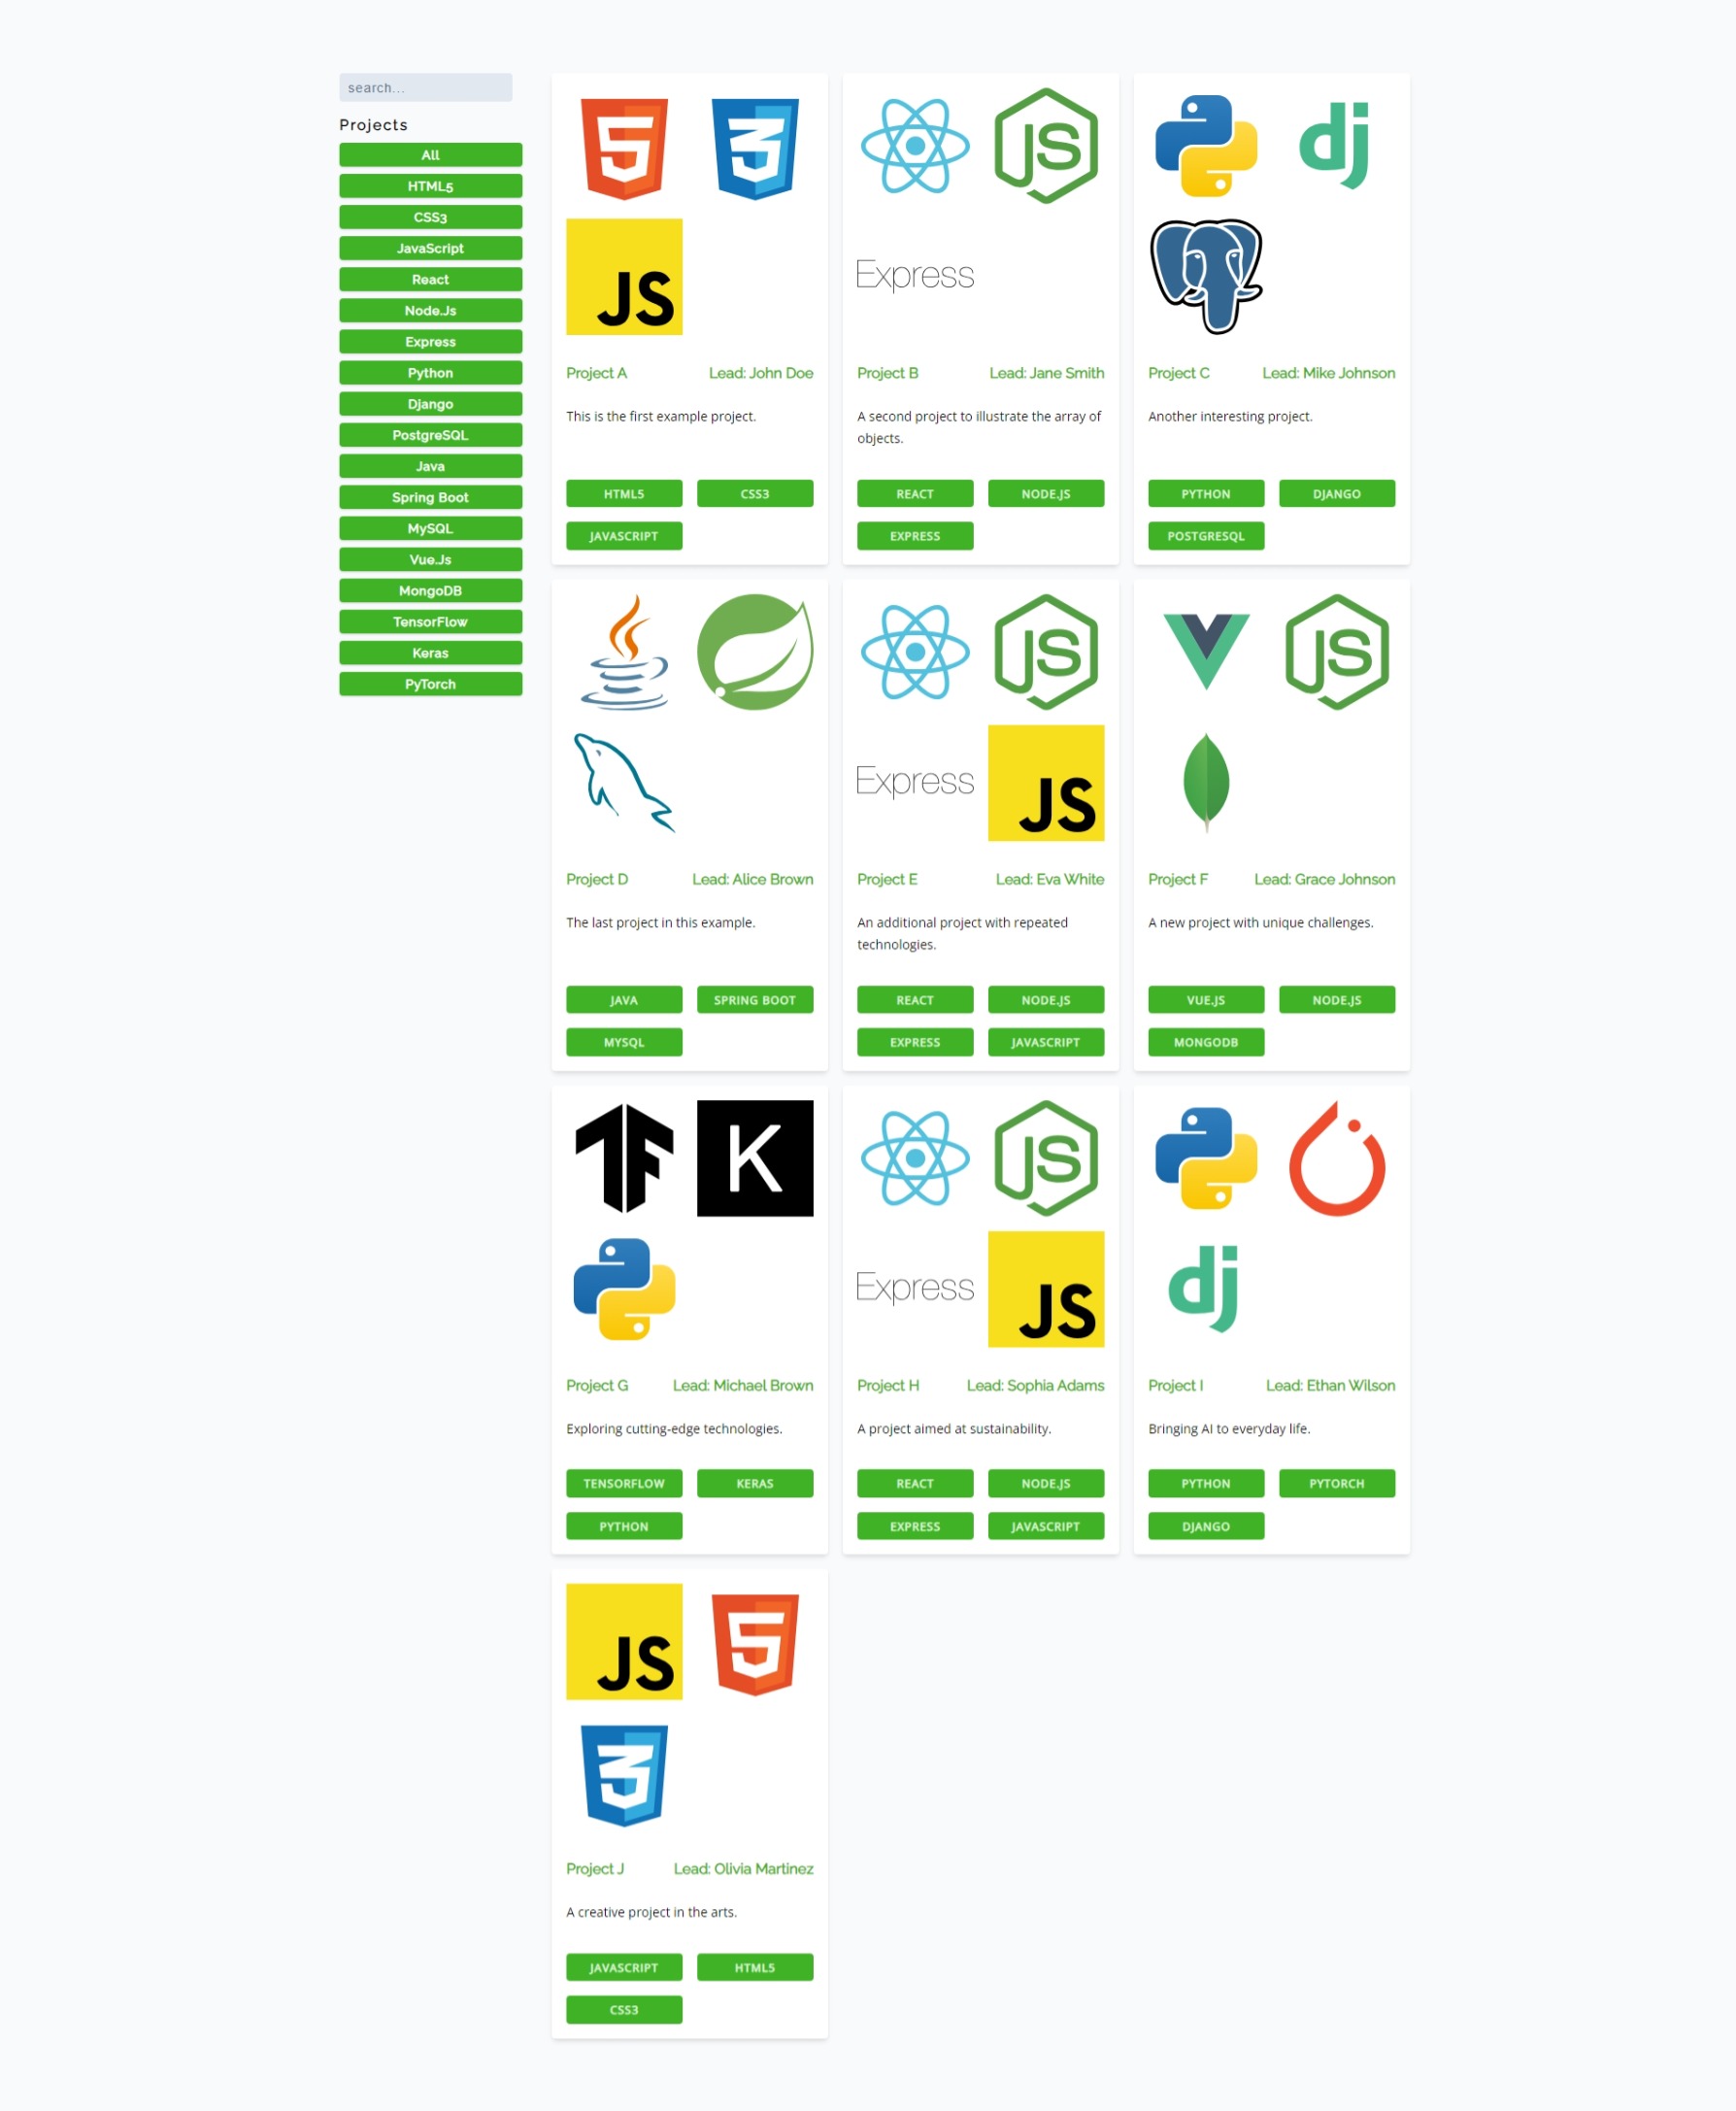 search...
Projects
All
HTML5
CSS3
JavaScript
React
Node.Js
Express
Python
Django
PostgreSQL
Java
Spring Boot
MySQL
Vue.Js
MongoDB
TensorFlow
Keras
PyTorch
5 3
JS
Project A Lead: John Doe
This is the first example project.
HTML5 CSS3
JAVASCRIPT
JS
Express
Project B Lead: Jane Smith
A second project to illustrate the array of
objects.
REACT NODE.JS
EXPRESS
dj
Project C Lead: Mike Johnson
Another interesting project.
PYTHON DJANGO
POSTGRESQL
Project D Lead: Alice Brown
The last project in this example.
JAVA SPRING BOOT
MYSQL
JS
Express JS
Project E Lead: Eva White
An additional project with repeated
technologies.
REACT NODE.JS
EXPRESS JAVASCRIPT
JS
Project F Lead: Grace Johnson
A new project with unique challenges.
VUE.JS NODE.JS
MONGODB
TF K
Project G Lead: Michael Brown
Exploring cutting-edge technologies.
TENSORFLOW KERAS
PYTHON
JS
Express JS
Project H Lead: Sophia Adams
A project aimed at sustainability.
REACT NODE.JS
EXPRESS JAVASCRIPT
dj
Project I Lead: Ethan Wilson
Bringing AI to everyday life.
PYTHON PYTORCH
DJANGO
JS 5
3
Project J Lead: Olivia Martinez
A creative project in the arts.
JAVASCRIPT HTML5
CSS3